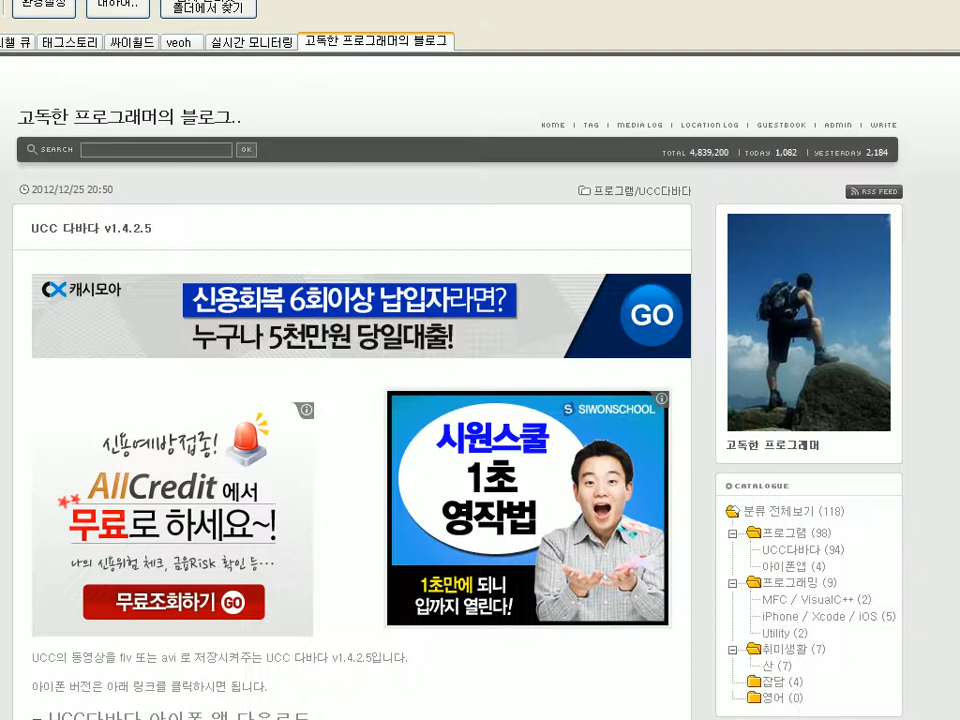 환경설정
폴더에서 찾기
태그스토리
싸이월드
veoh
실시간 모니터링
고독한 프로그래머의 블로그
고독한 프로그래머의 블로그..
HOME | TAG | MEDIA LOG | LOCATION LOG | GUESTBOOK | ADMIN | WRITE
SEARCH
OK
TOTAL 4,839,200 | TODAY 1,082 | YESTERDAY 2,184
2012/12/25 20:50
프로그램/UCC다바다
RSS FEED
UCC 다바다 v1.4.2.5
캐시모아
신용회복 6회이상 납입자라면?
누구나 5천만원 당일대출!
GO
신용예방접종!
AllCredit 에서
무료로 하세요~!
나의 신용위험 체크, 금융Risk 확인 등…
무료조회하기 GO
SIWONSCHOOL
시원스쿨
1초
영작법
1초만에 되니
입까지 열린다!
고독한 프로그래머
CATALOGUE
분류 전체보기 (118)
프로그램 (98)
UCC다바다 (94)
아이폰앱 (4)
프로그래밍 (9)
MFC / VisualC++ (2)
iPhone / Xcode / iOS (5)
Utility (2)
취미생활 (7)
산 (7)
잡담 (4)
영어 (0)
UCC의 동영상을 flv 또는 avi 로 저장시켜주는 UCC 다바다 v1.4.2.5입니다.
아이폰 버전은 아래 링크를 클릭하시면 됩니다.
- UCC다바다 아이폰 앱 다운로드